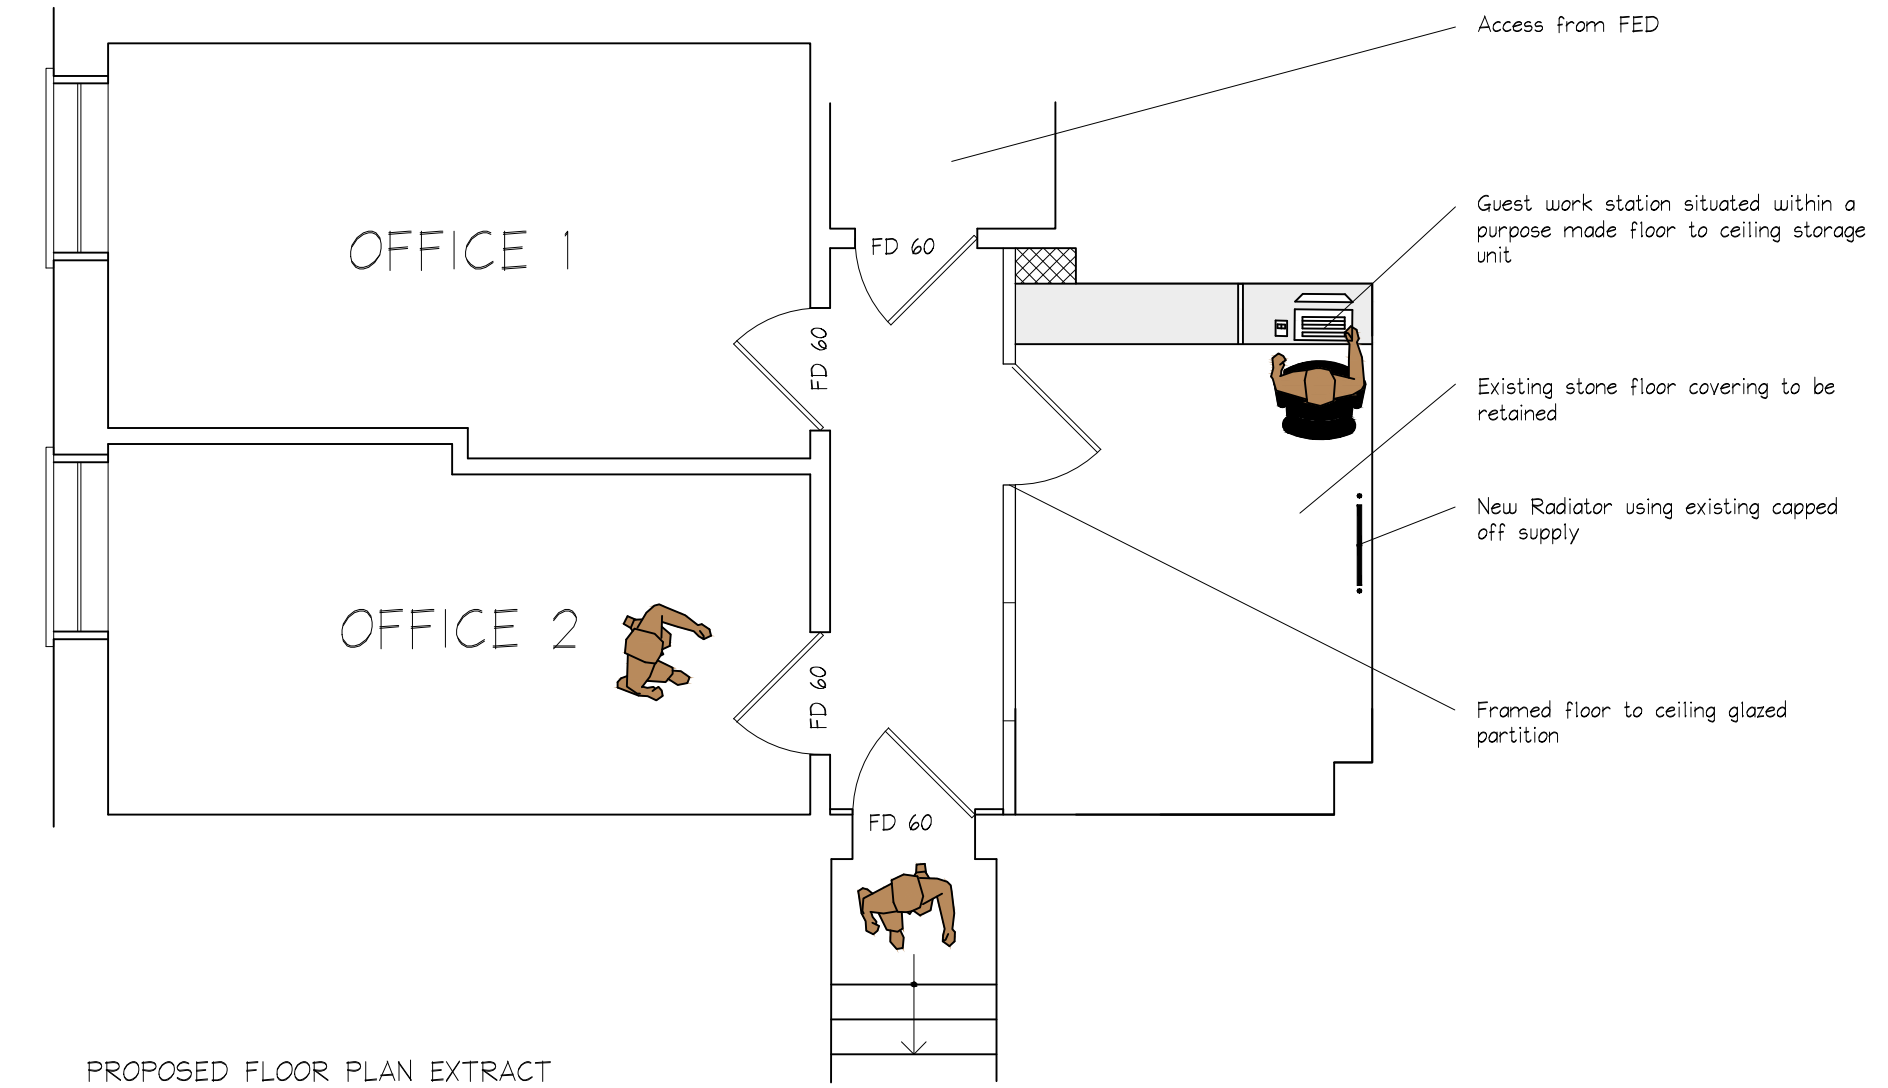 Access from FED
Guest work station situated within a
purpose made floor to ceiling storage
unit
FD 60
OFFICE 1
FD 60
Existing stone floor covering to be
retained
New Radiator using existing capped
off supply
OFFICE 2
FD 60
Framed floor to ceiling glazed
partition
FD 60
PROPOSED FLOOR PLAN EXTRACT